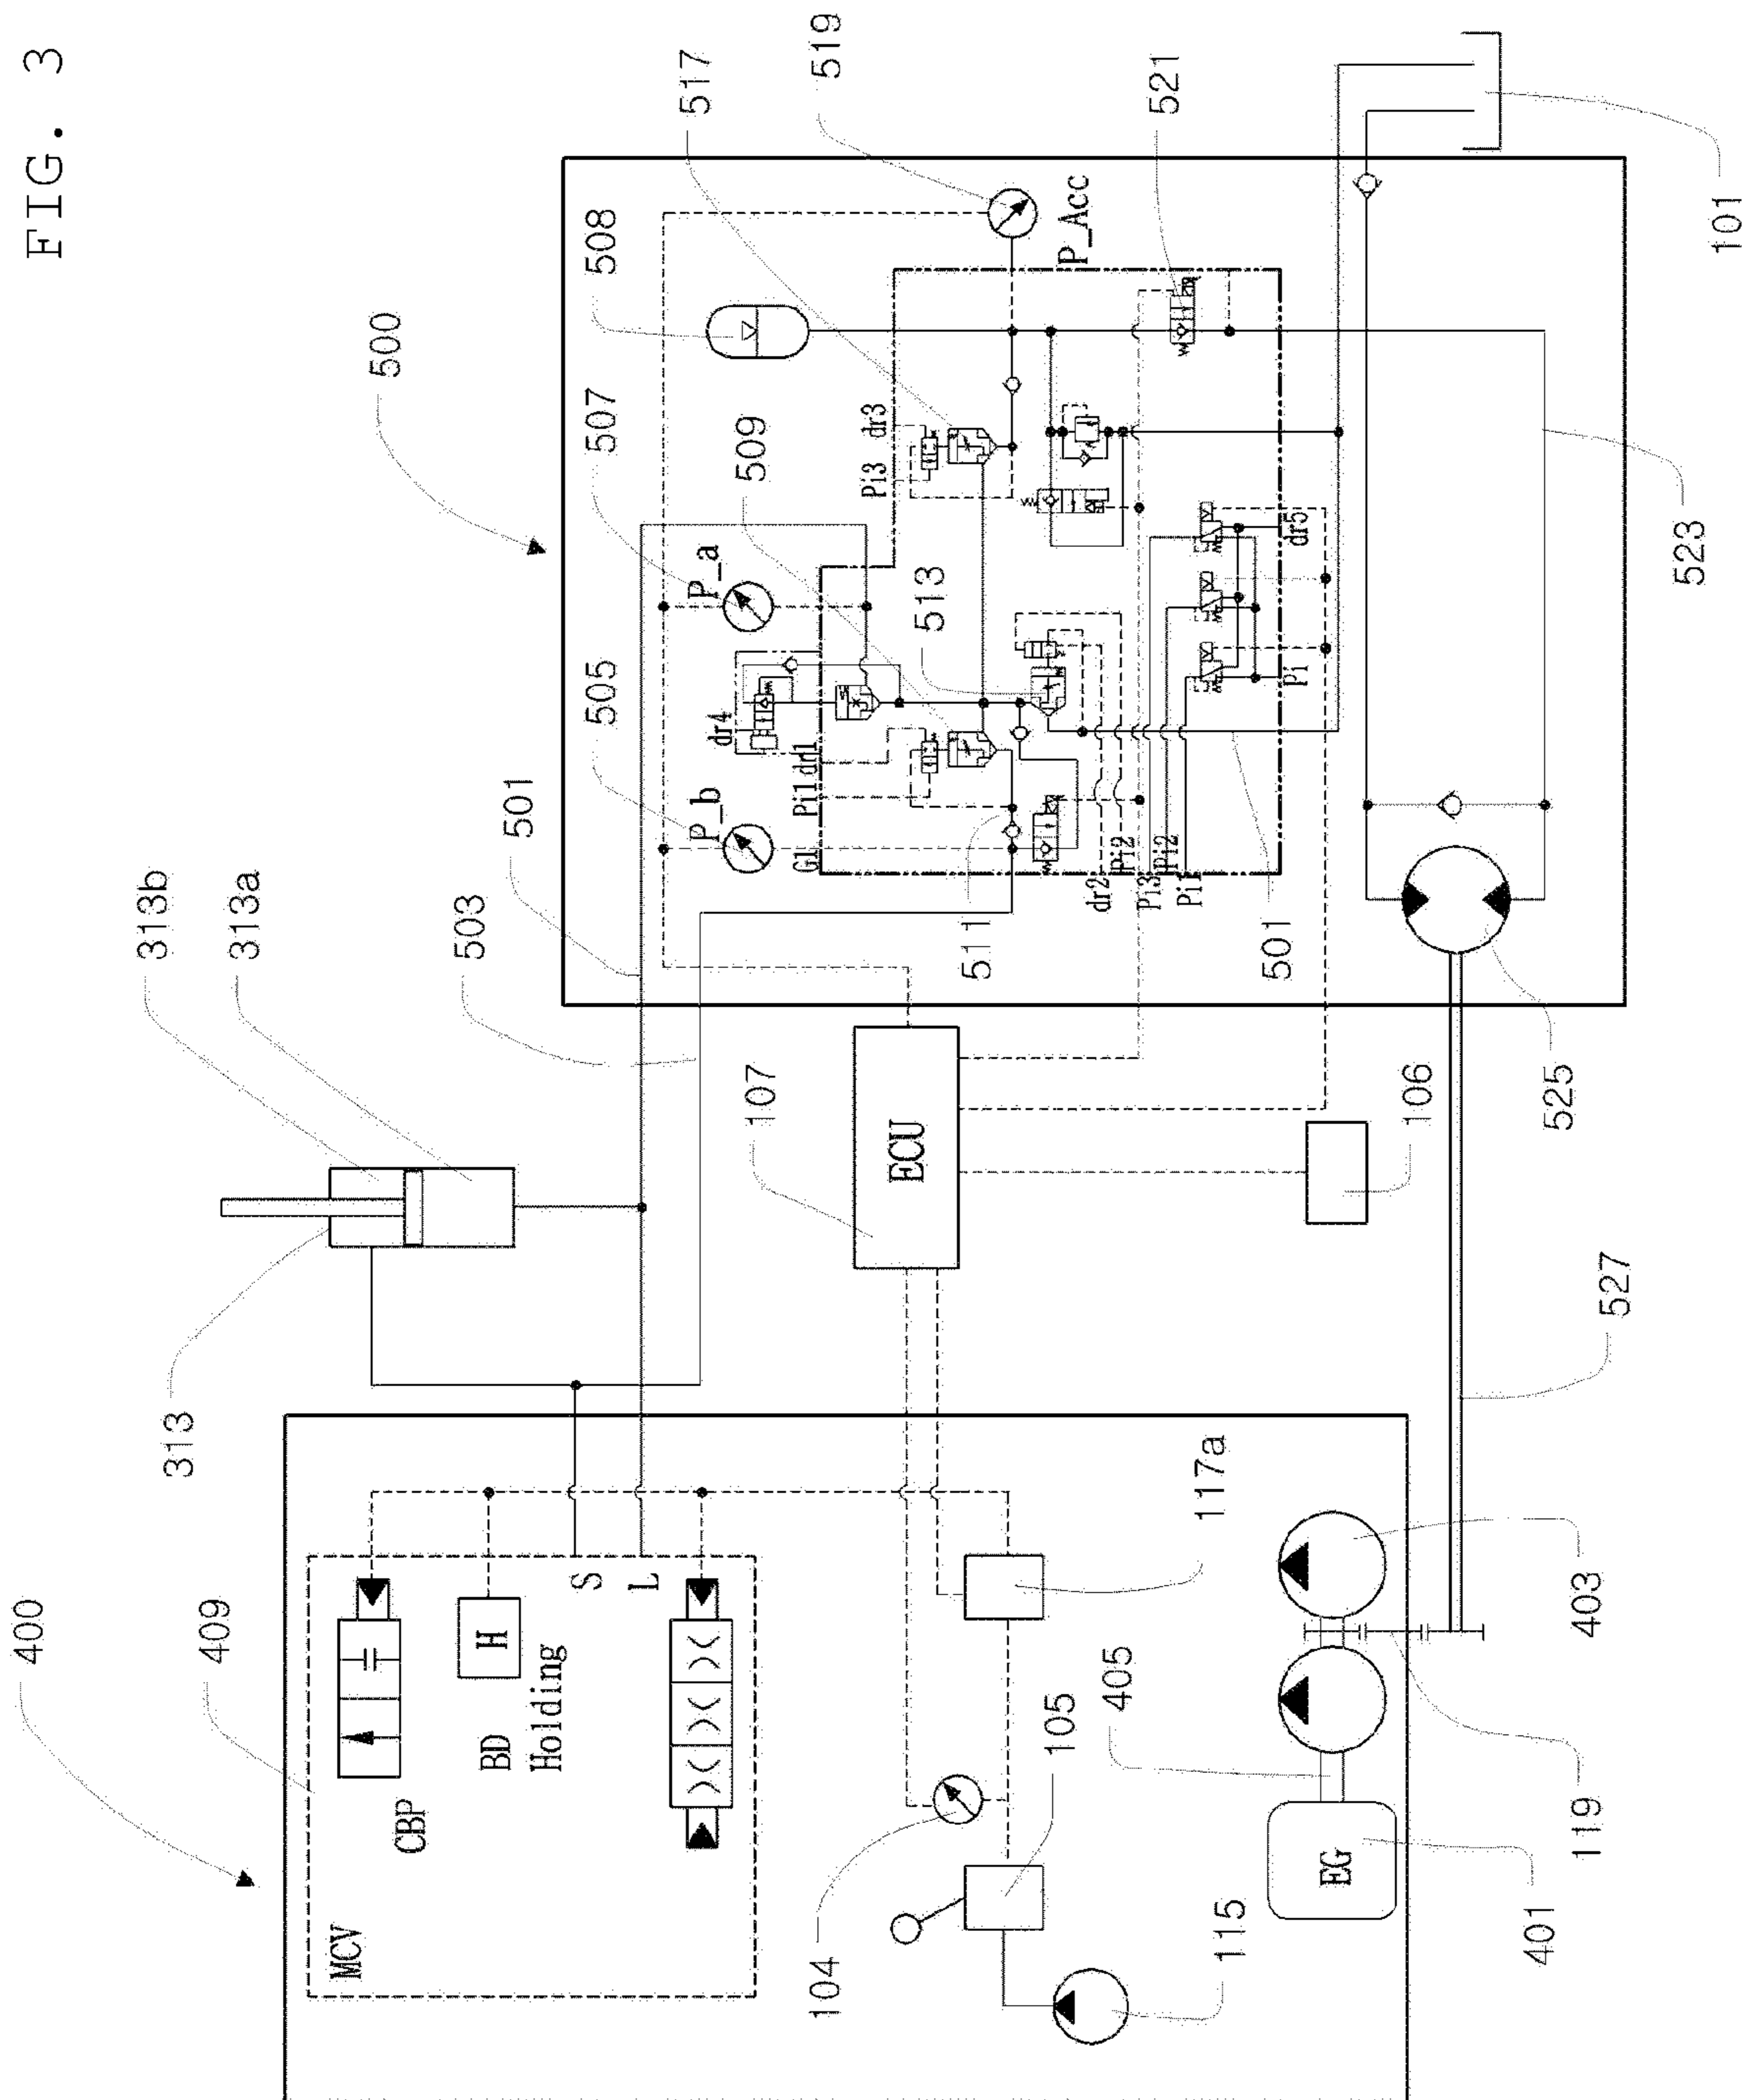 FIG. 3
400
409
MCV
CBP
BD
Holding
H
S
L
313
313b
313a
503
501
500
505
507
508
509
517
519
P_b
P_a
P_Acc
dr4
G1
Pi1
dr1
Pi3
dr3
513
521
511
dr2
Pi2
Pi3
Pi2
Pi1
501
Pi
dr5
101
523
525
527
107
ECU
106
104
105
115
117a
405
403
EG
401
119